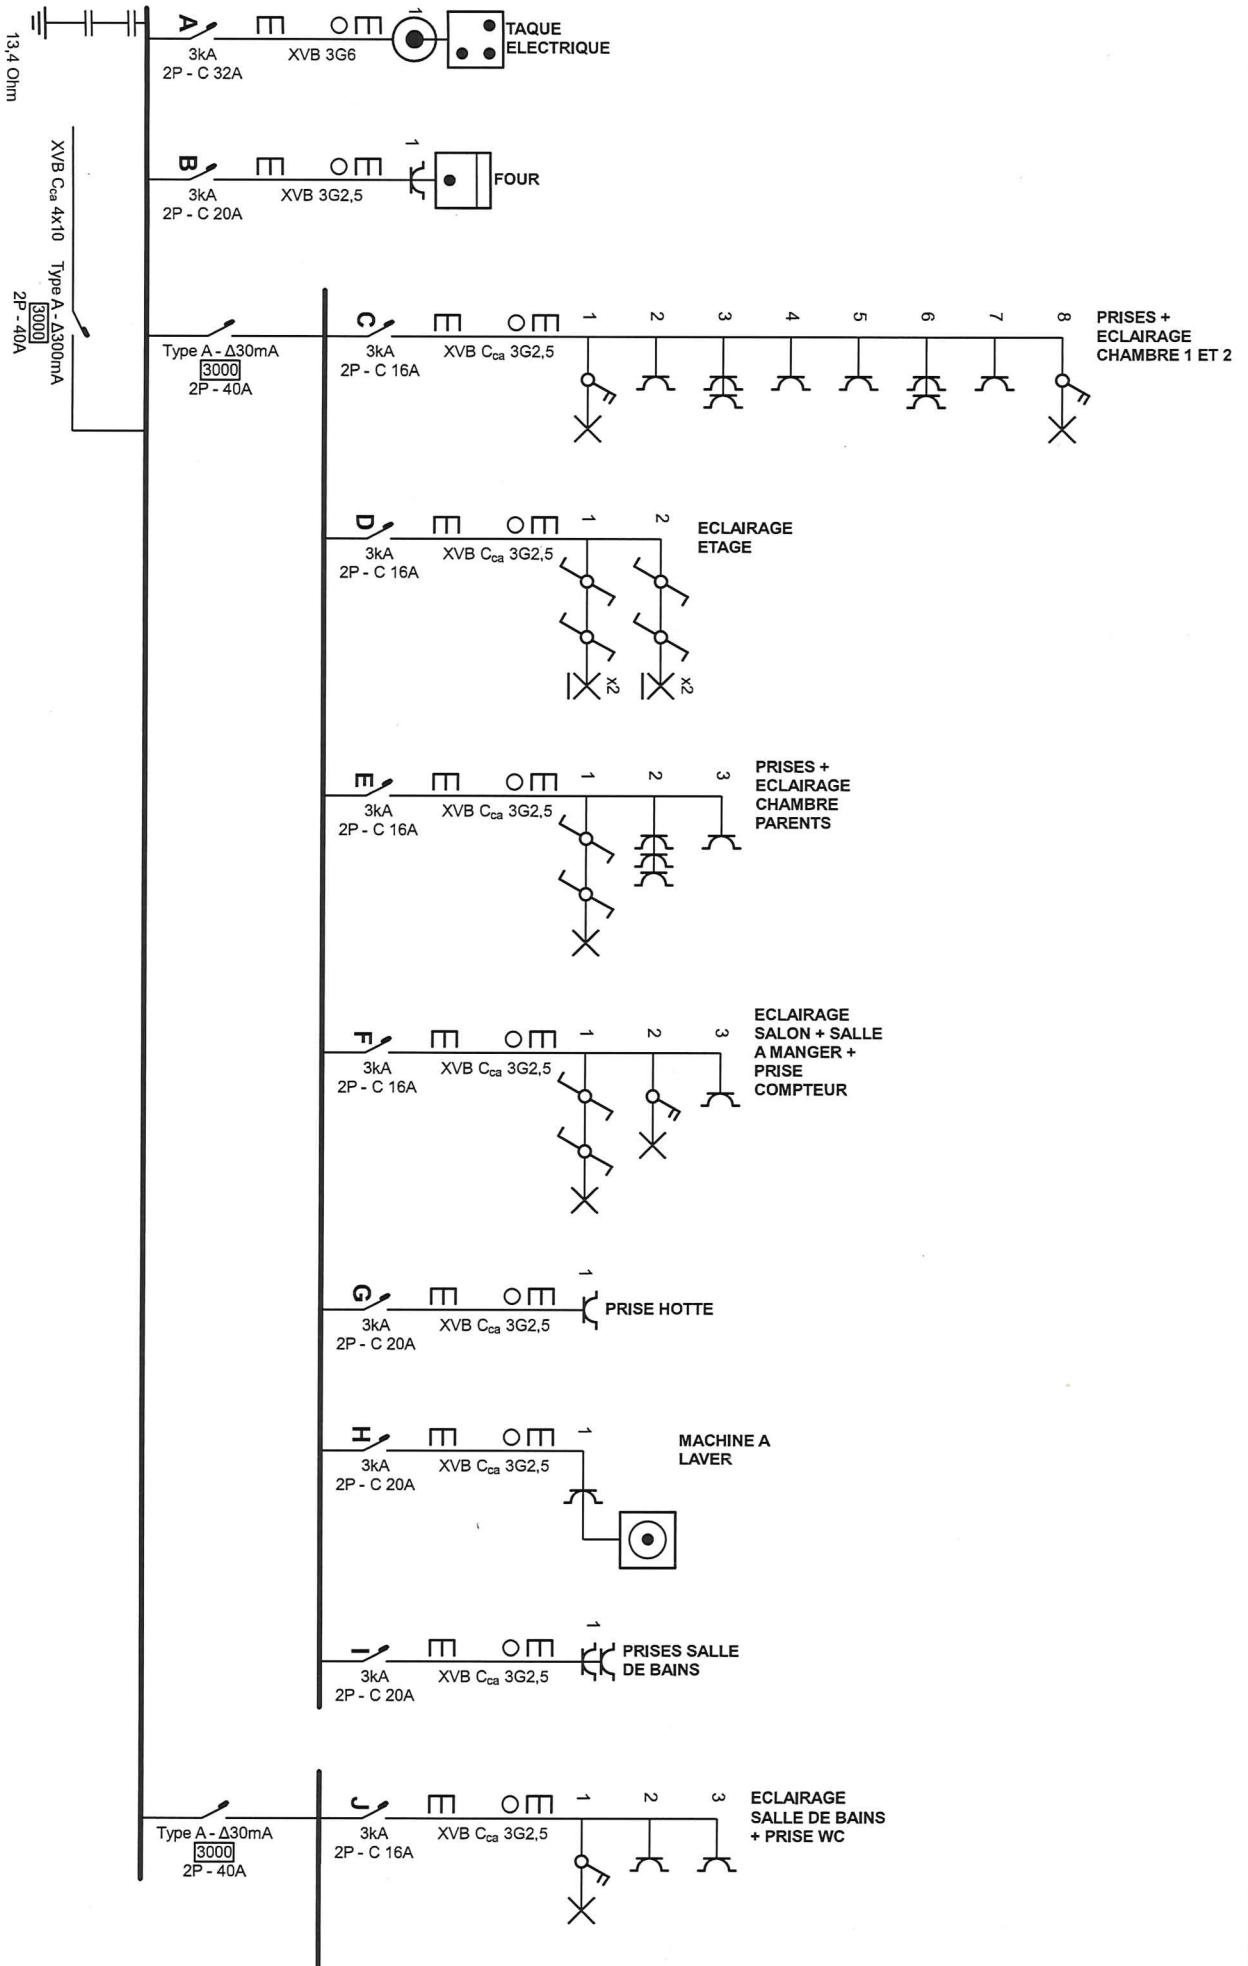 13,4 Ohm
XVB Cca 4x10
Type A - Δ300mA
3000
2P - 40A
A
3kA
2P - C 32A
XVB 3G6
1
TAQUE
ELECTRIQUE
B
3kA
2P - C 20A
XVB 3G2,5
1
FOUR
Type A - Δ30mA
3000
2P - 40A
C
3kA
2P - C 16A
XVB Cca 3G2,5
1 2 3 4 5 6 7 8
PRISES +
ECLAIRAGE
CHAMBRE 1 ET 2
D
3kA
2P - C 16A
XVB Cca 3G2,5
1 2
x2 x2
ECLAIRAGE
ETAGE
E
3kA
2P - C 16A
XVB Cca 3G2,5
1 2 3
PRISES +
ECLAIRAGE
CHAMBRE
PARENTS
F
3kA
2P - C 16A
XVB Cca 3G2,5
1 2 3
ECLAIRAGE
SALON + SALLE
A MANGER +
PRISE
COMPTEUR
G
3kA
2P - C 20A
XVB Cca 3G2,5
1
PRISE HOTTE
H
3kA
2P - C 20A
XVB Cca 3G2,5
1
MACHINE A
LAVER
I
3kA
2P - C 20A
XVB Cca 3G2,5
1
PRISES SALLE
DE BAINS
Type A - Δ30mA
3000
2P - 40A
J
3kA
2P - C 16A
XVB Cca 3G2,5
1 2 3
ECLAIRAGE
SALLE DE BAINS
+ PRISE WC